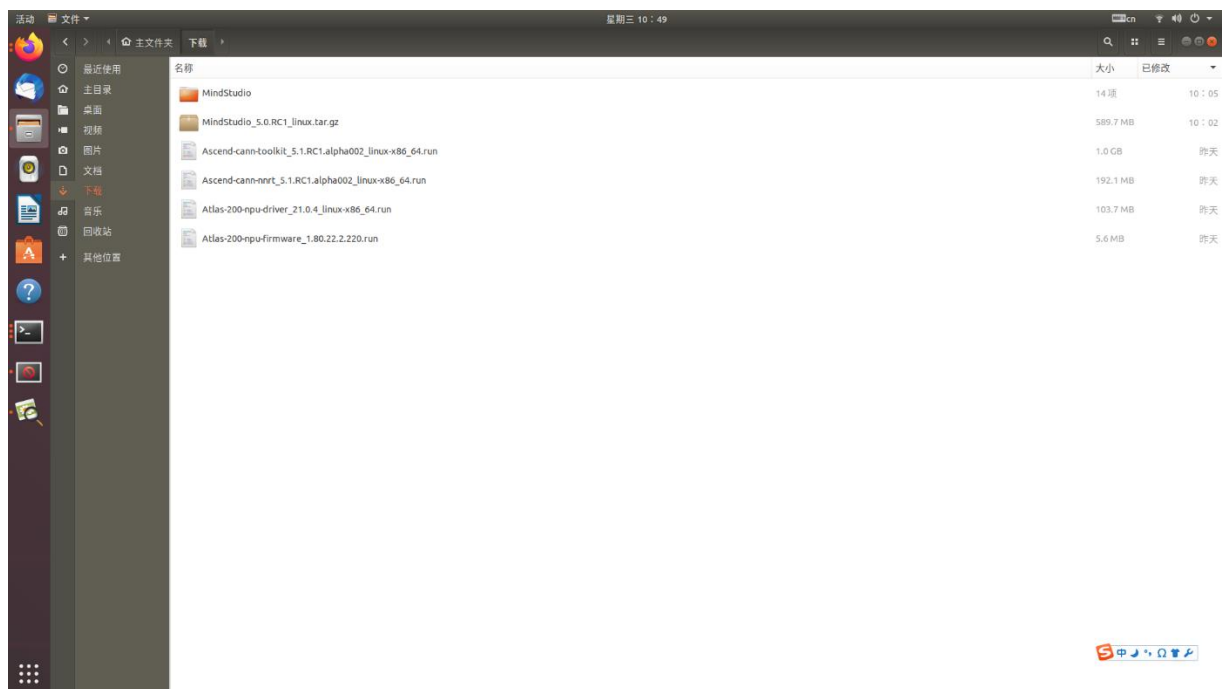 活动 文件 星期三 10：49 cn
主文件夹 下载
最近使用
主目录
桌面
视频
图片
文档
下载
音乐
回收站
其他位置
名称 大小 已修改
MindStudio 14 项 10：05
MindStudio_5.0.RC1_linux.tar.gz 589.7 MB 10：02
Ascend-cann-toolkit_5.1.RC1.alpha002_linux-x86_64.run 1.0 GB 昨天
Ascend-cann-nnrt_5.1.RC1.alpha002_linux-x86_64.run 192.1 MB 昨天
Atlas-200-npu-driver_21.0.4_linux-x86_64.run 103.7 MB 昨天
Atlas-200-npu-firmware_1.80.22.2.220.run 5.6 MB 昨天
中